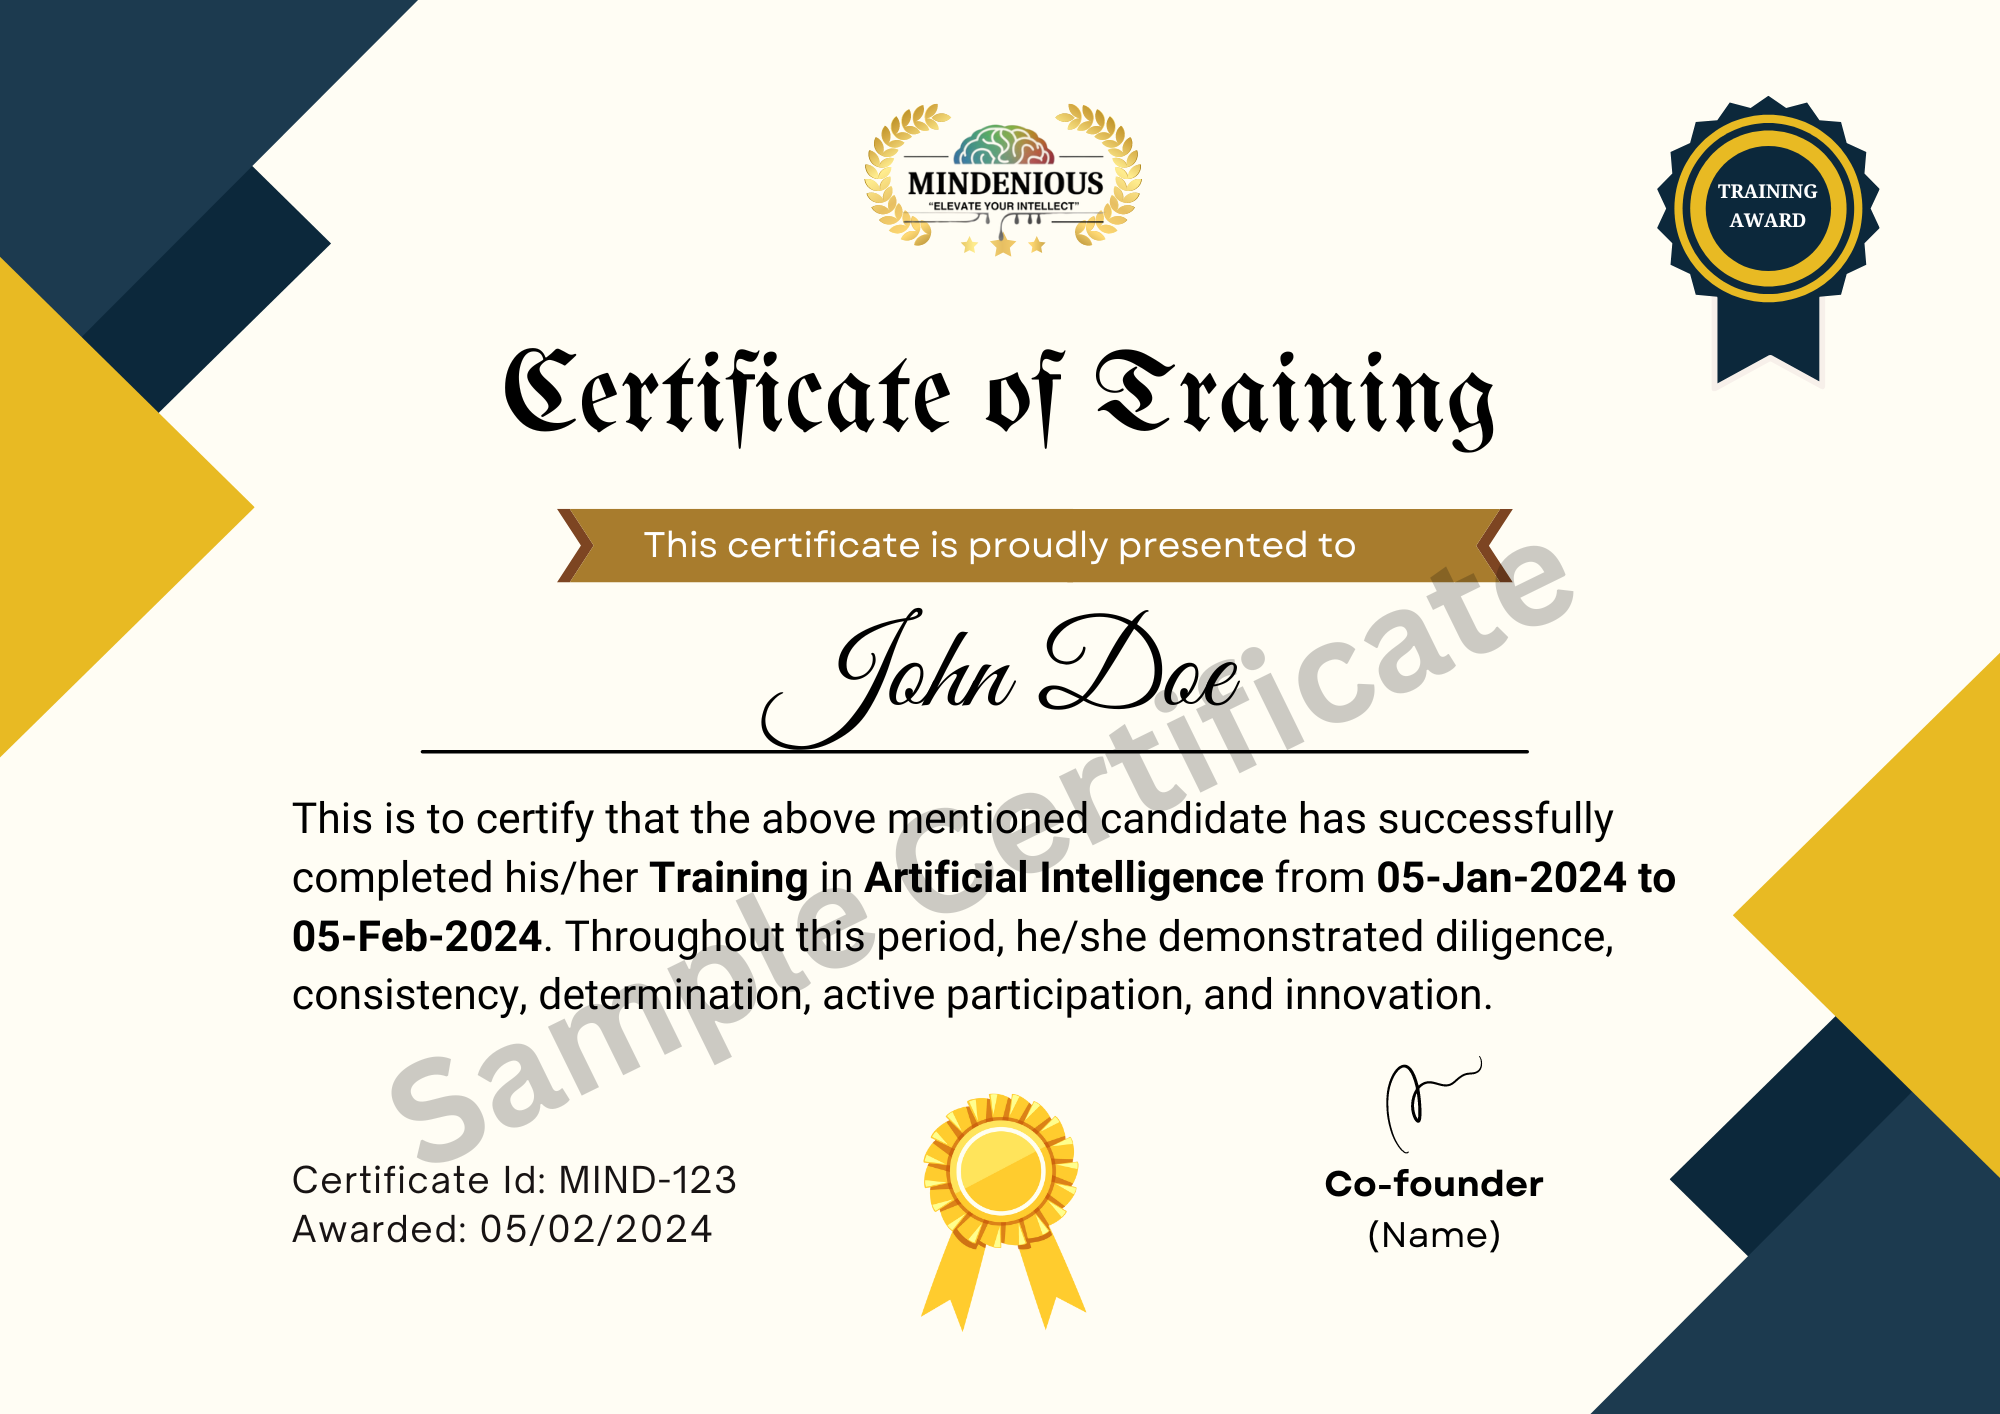 MINDENIOUS
“ELEVATE YOUR INTELLECT”
TRAINING
AWARD
Certificate of Training
This certificate is proudly presented to
John Doe
This is to certify that the above mentioned candidate has successfully
completed his/her Training in Artificial Intelligence from 05-Jan-2024 to
05-Feb-2024. Throughout this period, he/she demonstrated diligence,
consistency, determination, active participation, and innovation.
Sample Certificate
Certificate Id: MIND-123
Awarded: 05/02/2024
Co-founder
(Name)